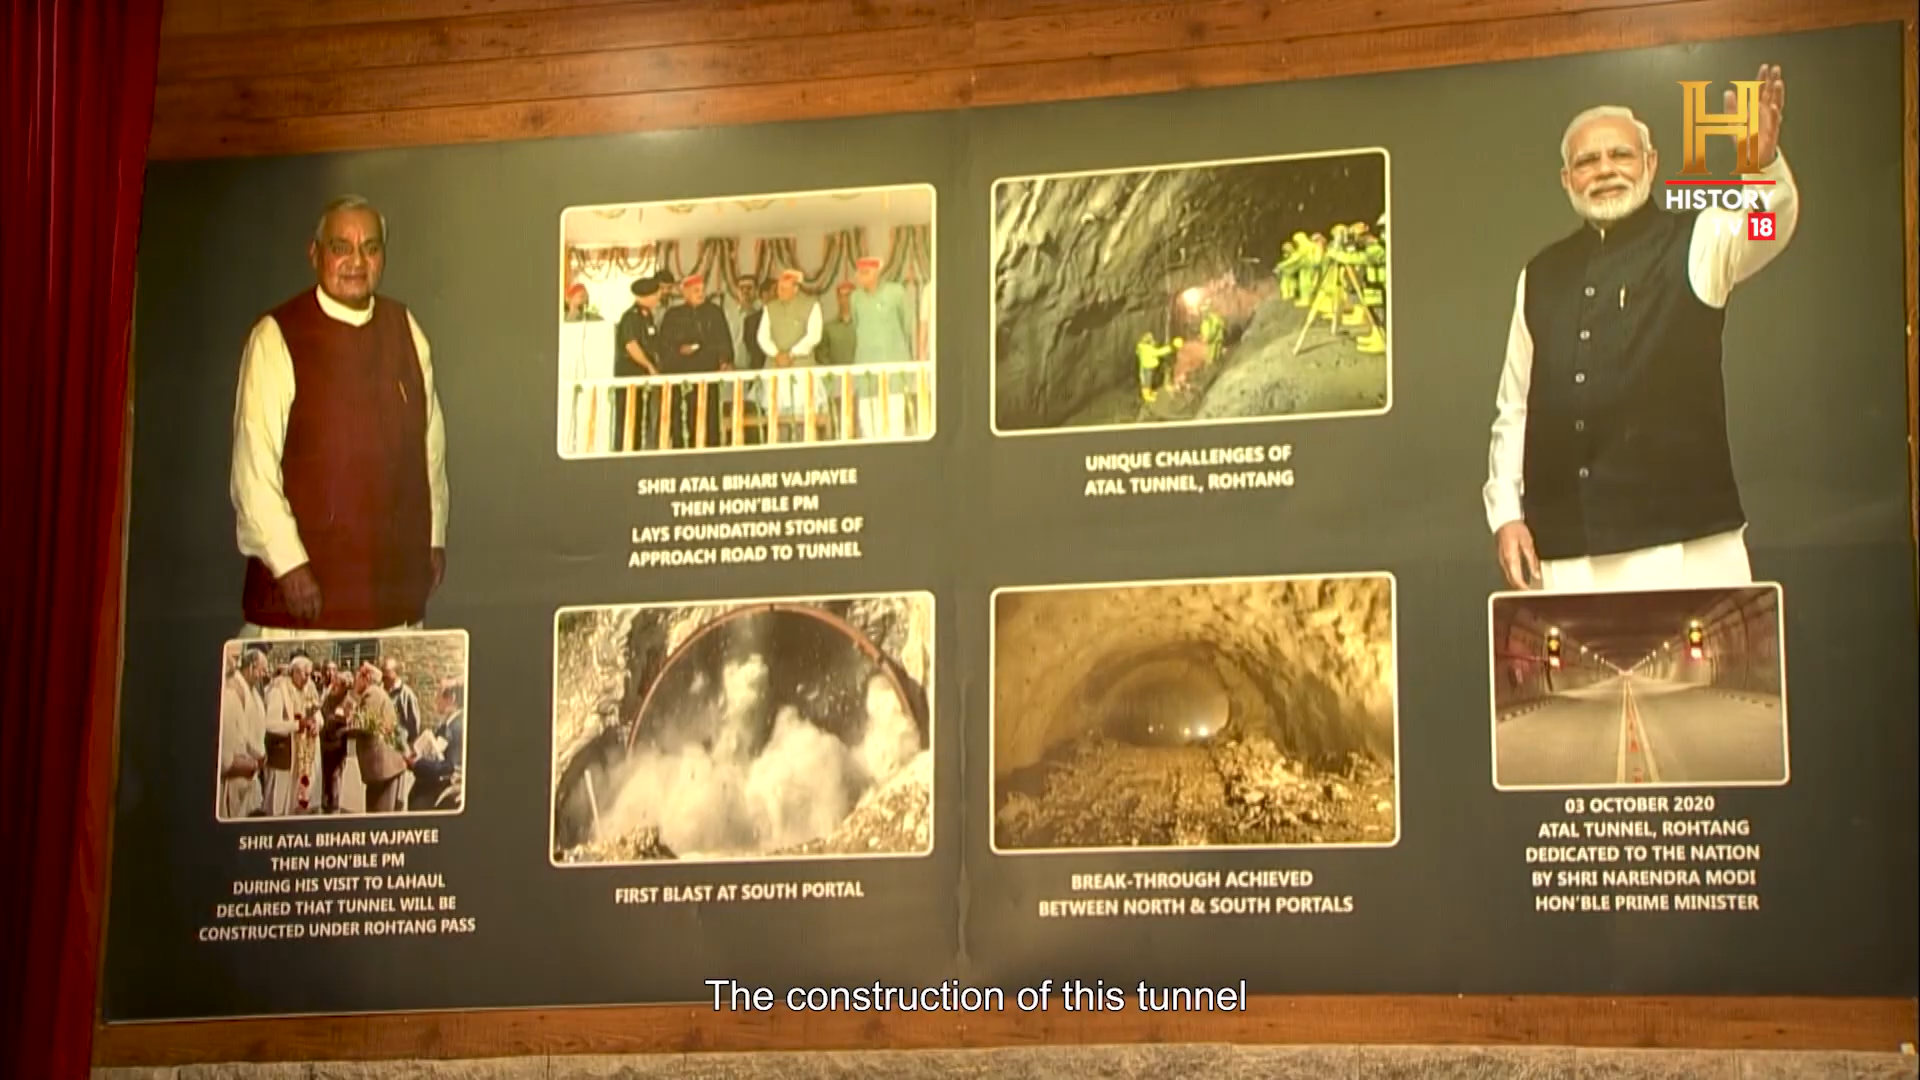 H
HISTORY
TV 18
SHRI ATAL BIHARI VAJPAYEE
THEN HON'BLE PM
LAYS FOUNDATION STONE OF
APPROACH ROAD TO TUNNEL
UNIQUE CHALLENGES OF
ATAL TUNNEL, ROHTANG
SHRI ATAL BIHARI VAJPAYEE
THEN HON'BLE PM
DURING HIS VISIT TO LAHAUL
DECLARED THAT TUNNEL WILL BE
CONSTRUCTED UNDER ROHTANG PASS
FIRST BLAST AT SOUTH PORTAL
BREAK-THROUGH ACHIEVED
BETWEEN NORTH & SOUTH PORTALS
03 OCTOBER 2020
ATAL TUNNEL, ROHTANG
DEDICATED TO THE NATION
BY SHRI NARENDRA MODI
HON'BLE PRIME MINISTER
The construction of this tunnel